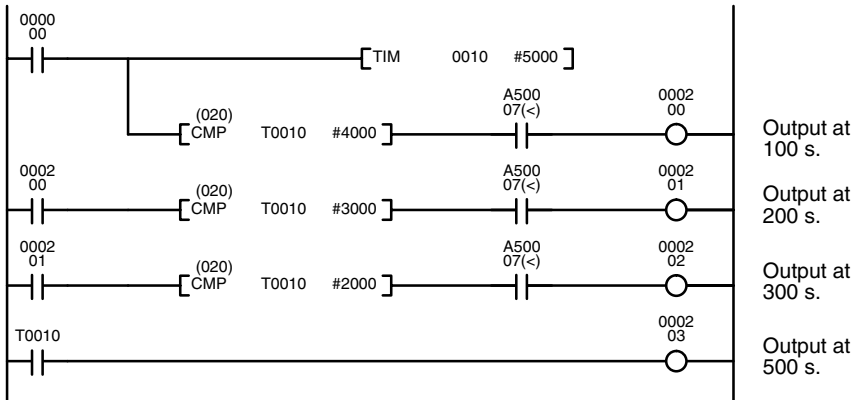 0000
00
TIM 0010 #5000
(020)
CMP T0010 #4000
A500
07(<)
0002
00
Output at
100 s.
0002
00
(020)
CMP T0010 #3000
A500
07(<)
0002
01
Output at
200 s.
0002
01
(020)
CMP T0010 #2000
A500
07(<)
0002
02
Output at
300 s.
T0010
0002
03
Output at
500 s.